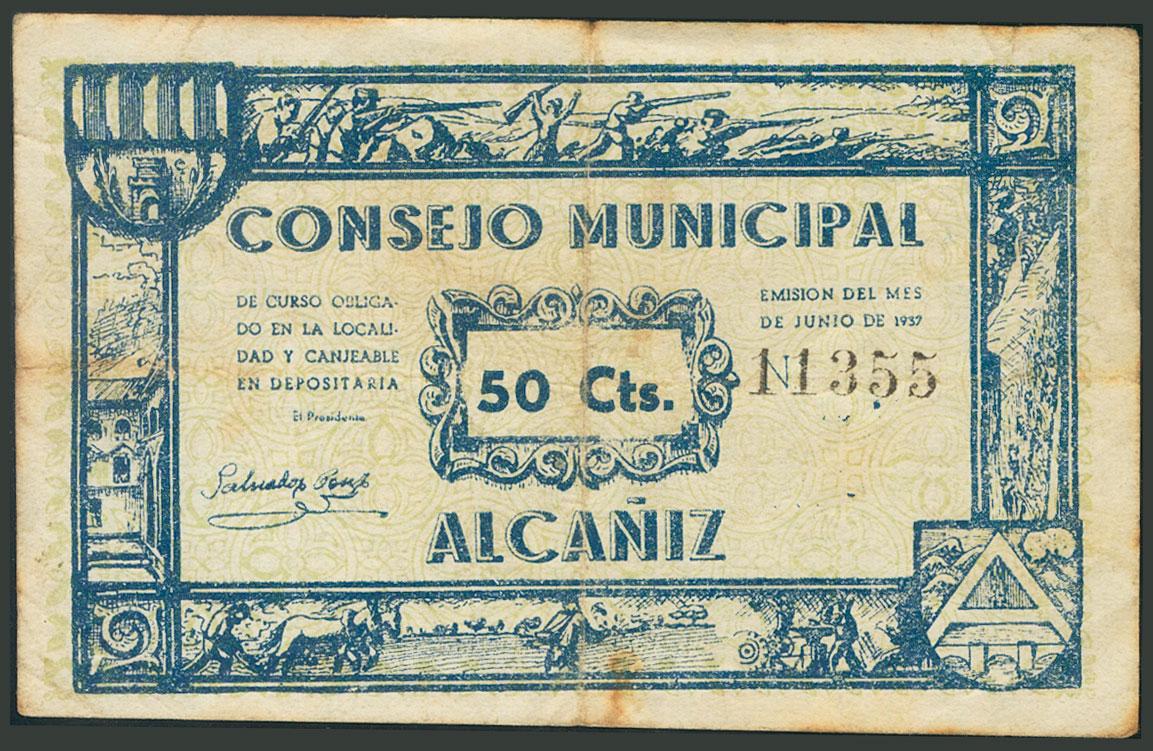 CONSEJO MUNICIPAL
DE CURSO OBLIGA-
DO EN LA LOCALI-
DAD Y CANJEABLE
EN DEPOSITARIA
El Presidente
Salvador
50 Cts.
EMISION DEL MES
DE JUNIO DE 1937
N1355
ALCAÑIZ
A